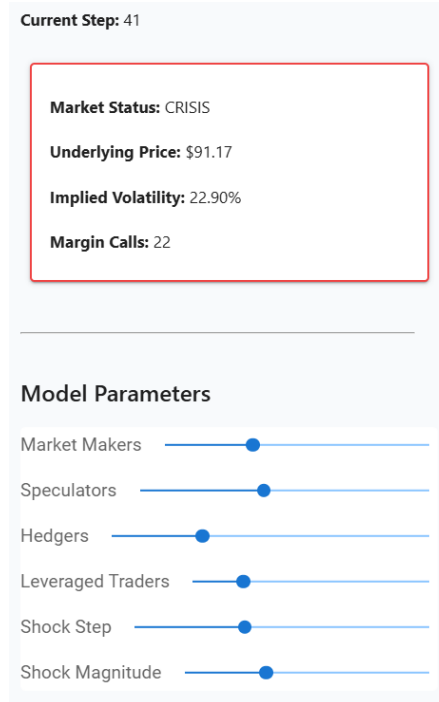 Current Step: 41
Market Status: CRISIS
Underlying Price: $91.17
Implied Volatility: 22.90%
Margin Calls: 22
Model Parameters
Market Makers
Speculators
Hedgers
Leveraged Traders
Shock Step
Shock Magnitude